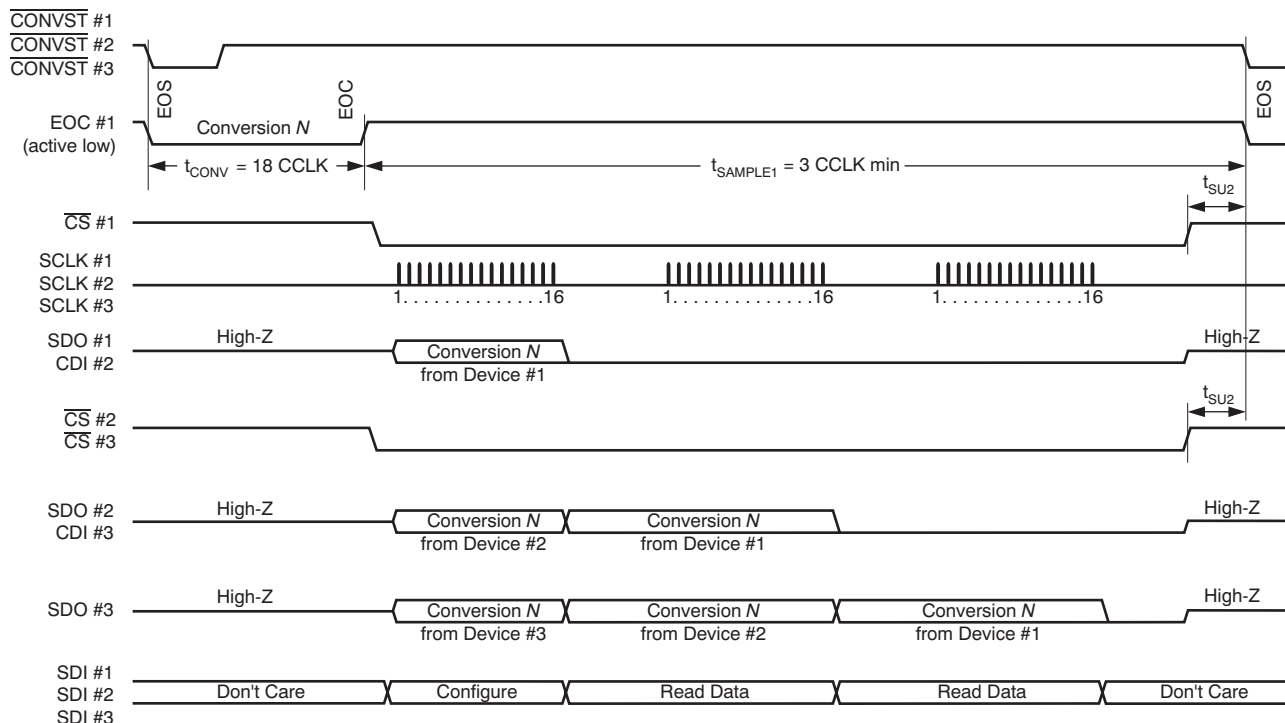 CONVST #1
CONVST #2
CONVST #3
EOS
EOC
EOS
EOC #1
(active low)
Conversion N
tCONV = 18 CCLK
tSAMPLE1 = 3 CCLK min
tSU2
CS #1
SCLK #1
SCLK #2
SCLK #3
1. . . . . . . . . . . . . . .16
1. . . . . . . . . . . . . . .16
1. . . . . . . . . . . . . . .16
SDO #1
CDI #2
High-Z
Conversion N
from Device #1
High-Z
tSU2
CS #2
CS #3
SDO #2
CDI #3
High-Z
Conversion N
from Device #2
Conversion N
from Device #1
High-Z
SDO #3
High-Z
Conversion N
from Device #3
Conversion N
from Device #2
Conversion N
from Device #1
High-Z
SDI #1
SDI #2
SDI #3
Don't Care
Configure
Read Data
Read Data
Don't Care